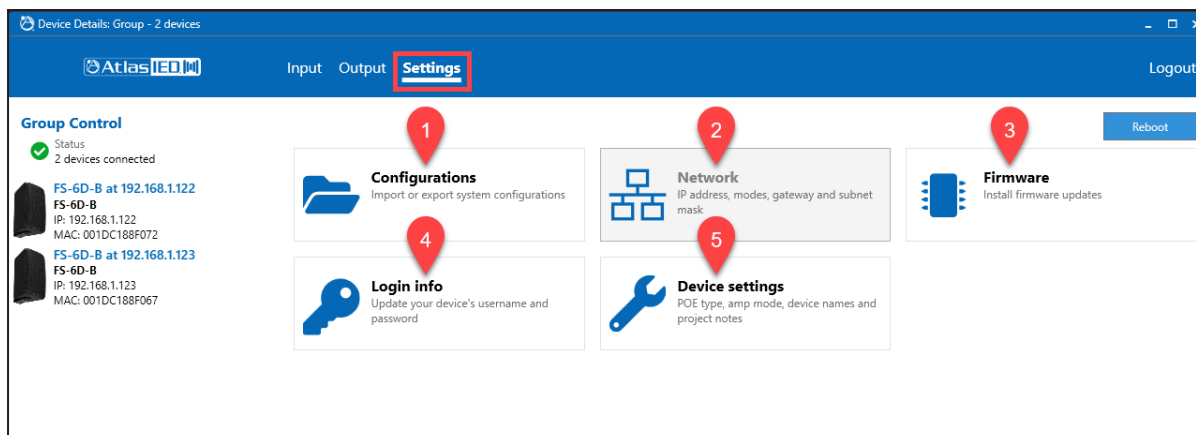 Device Details: Group - 2 devices
AtlasIED
Input Output Settings
Logout
Group Control
Status
2 devices connected
FS-6D-B at 192.168.1.122
FS-6D-B
IP: 192.168.1.122
MAC: 001DC188F072
FS-6D-B at 192.168.1.123
FS-6D-B
IP: 192.168.1.123
MAC: 001DC188F067
Reboot
1
Configurations
Import or export system configurations
2
Network
IP address, modes, gateway and subnet
mask
3
Firmware
Install firmware updates
4
Login info
Update your device's username and
password
5
Device settings
POE type, amp mode, device names and
project notes